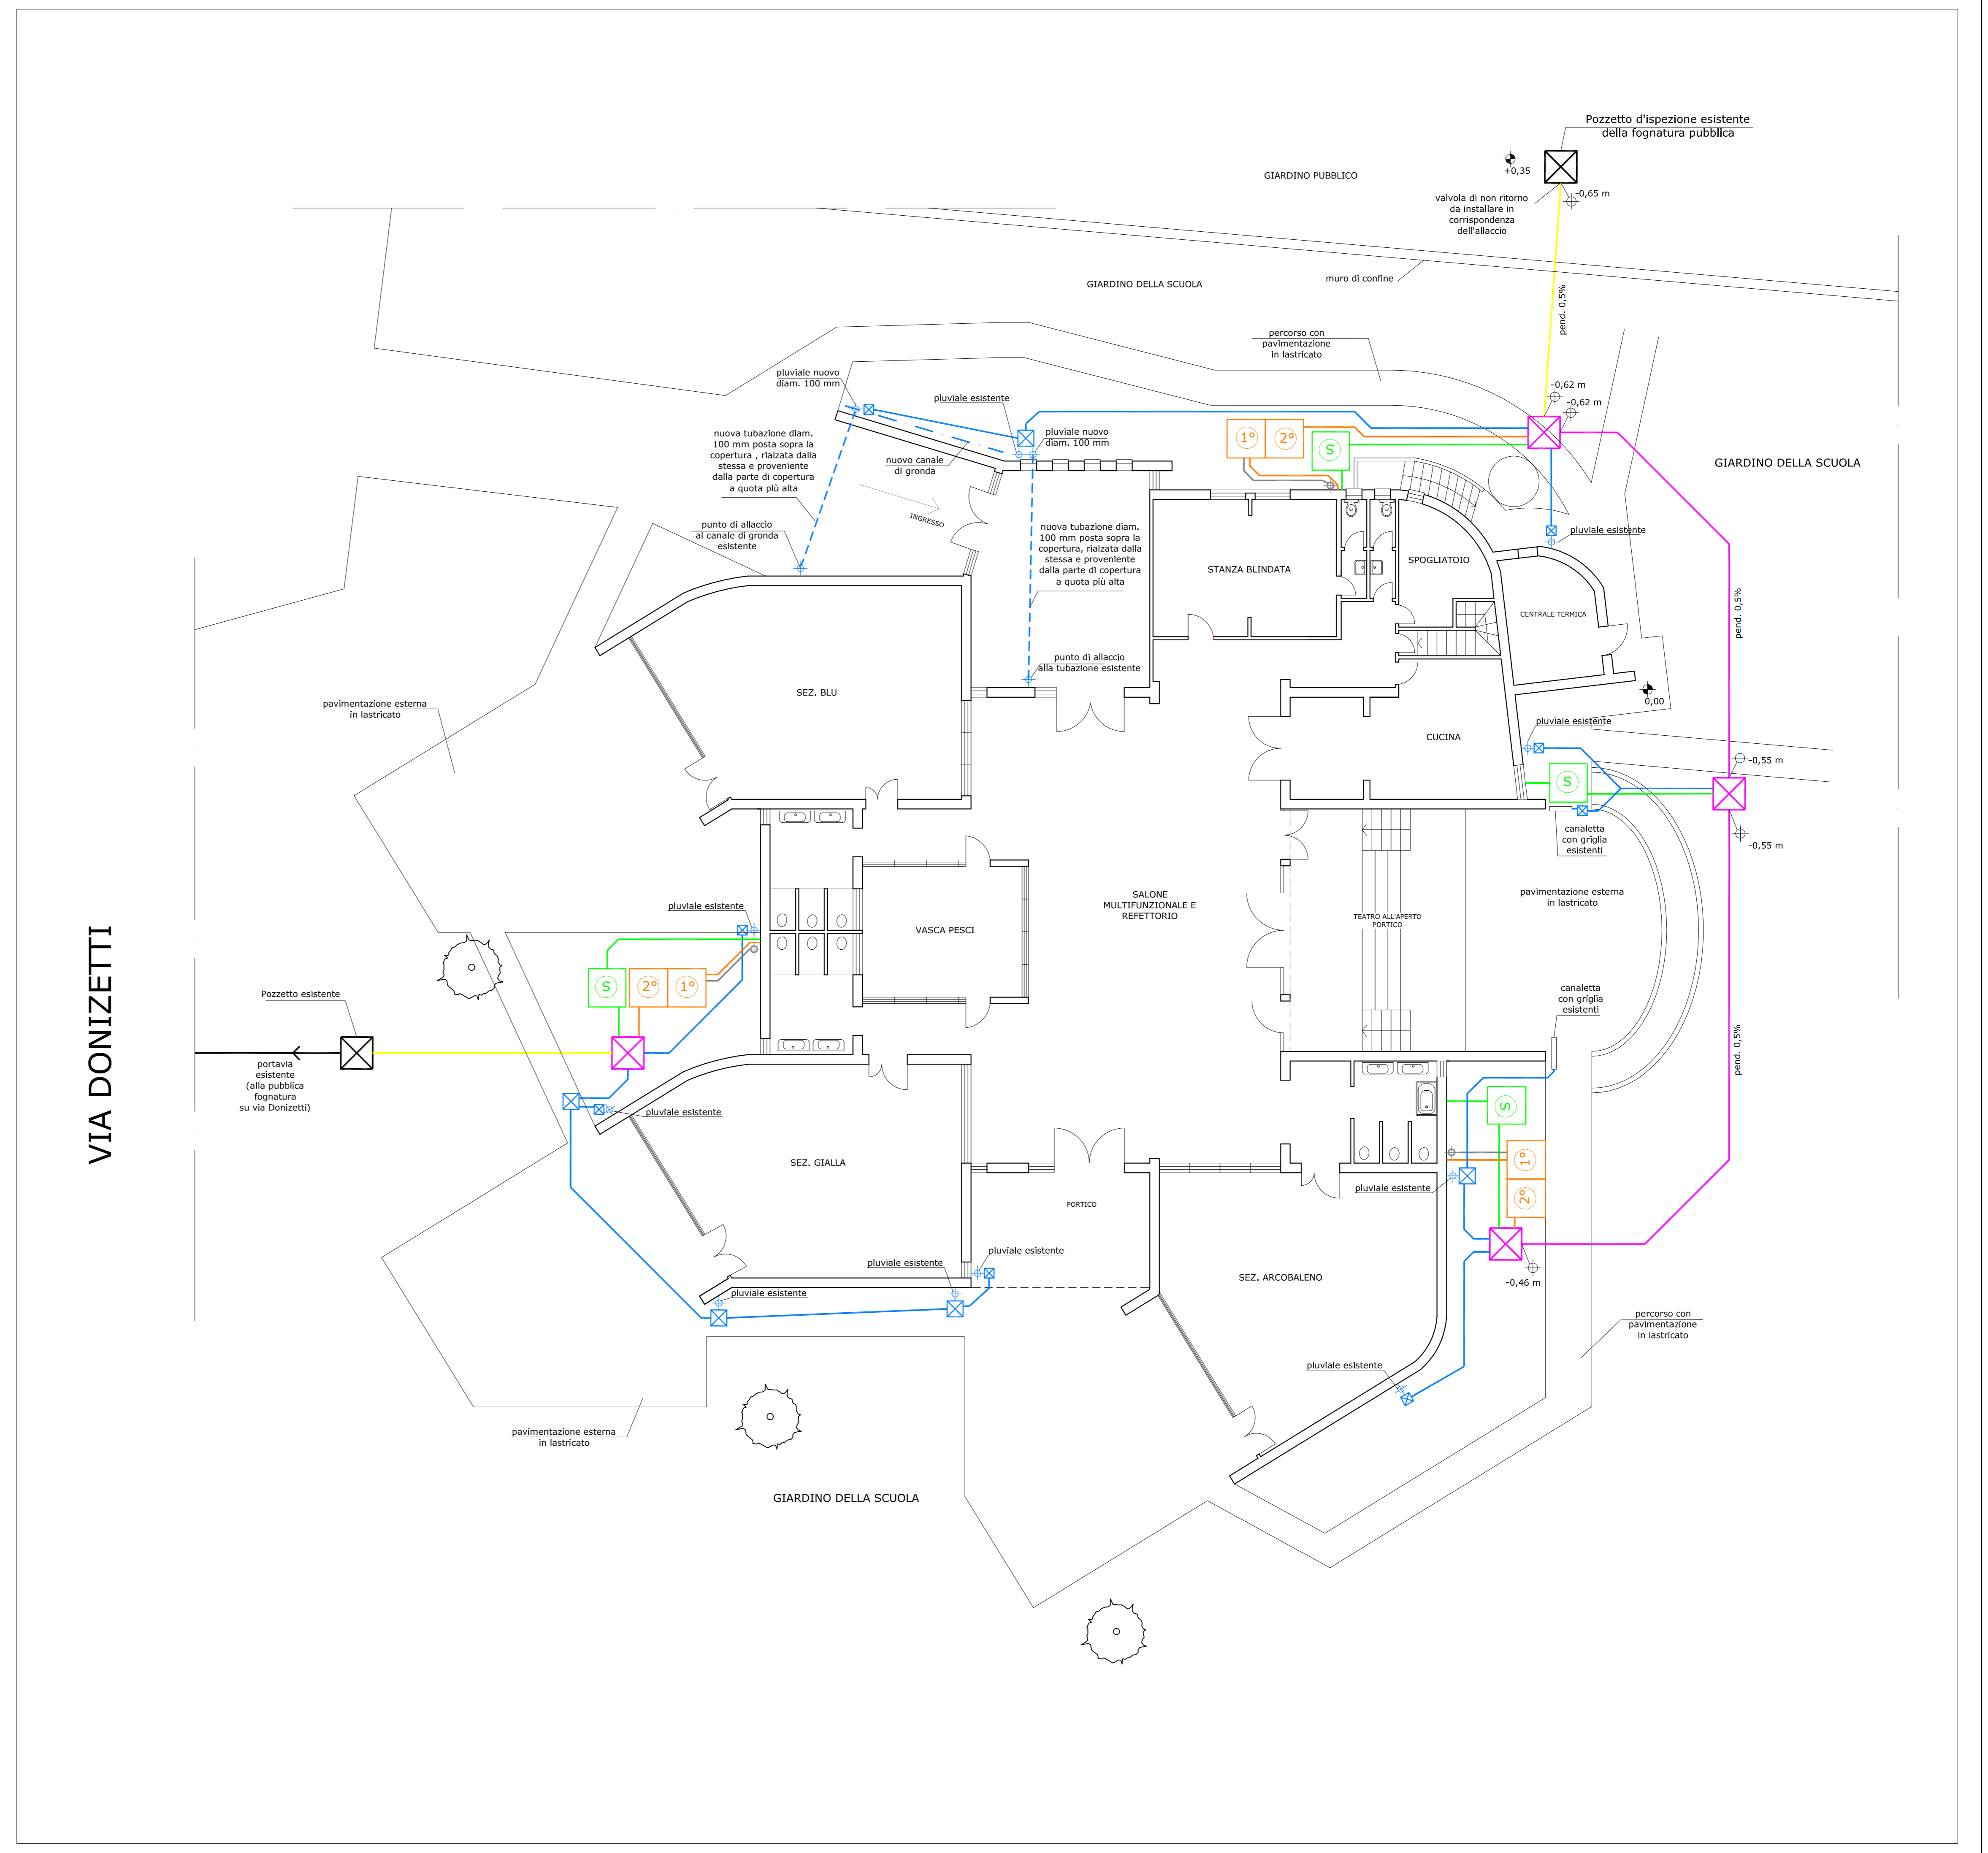 Pozzetto d'ispezione esistente
della fognatura pubblica
+0,35
GIARDINO PUBBLICO
valvola di non ritorno
da installare in
corrispondenza
dell'allaccio
-0,65 m
muro di confine
GIARDINO DELLA SCUOLA
pend. 0,5%
percorso con
pavimentazione
in lastricato
pluviale nuovo
diam. 100 mm
pluviale esistente
-0,62 m
-0,62 m
nuova tubazione diam.
100 mm posta sopra la
copertura , rialzata dalla
stessa e proveniente
dalla parte di copertura
a quota più alta
pluviale nuovo
diam. 100 mm
nuovo canale
di gronda
1°
2°
S
GIARDINO DELLA SCUOLA
INGRESSO
punto di allaccio
al canale di gronda
esistente
nuova tubazione diam.
100 mm posta sopra la
copertura, rialzata dalla
stessa e proveniente
dalla parte di copertura
a quota più alta
pluviale esistente
STANZA BLINDATA
SPOGLIATOIO
CENTRALE TERMICA
pend. 0,5%
punto di allaccio
alla tubazione esistente
SEZ. BLU
0,00
pavimentazione esterna
in lastricato
pluviale esistente
CUCINA
S
-0,55 m
-0,55 m
canaletta
con griglia
esistenti
SALONE
MULTIFUNZIONALE E
REFETTORIO
pavimentazione esterna
in lastricato
TEATRO ALL'APERTO
PORTICO
pluviale esistente
VASCA PESCI
VIA DONIZETTI
S
2°
1°
Pozzetto esistente
canaletta
con griglia
esistenti
pend. 0,5%
portavia
esistente
(alla pubblica
fognatura
su via Donizetti)
pluviale esistente
S
SEZ. GIALLA
1°
2°
pluviale esistente
PORTICO
pluviale esistente
pluviale esistente
pluviale esistente
SEZ. ARCOBALENO
-0,46 m
percorso con
pavimentazione
in lastricato
pluviale esistente
pavimentazione esterna
in lastricato
GIARDINO DELLA SCUOLA